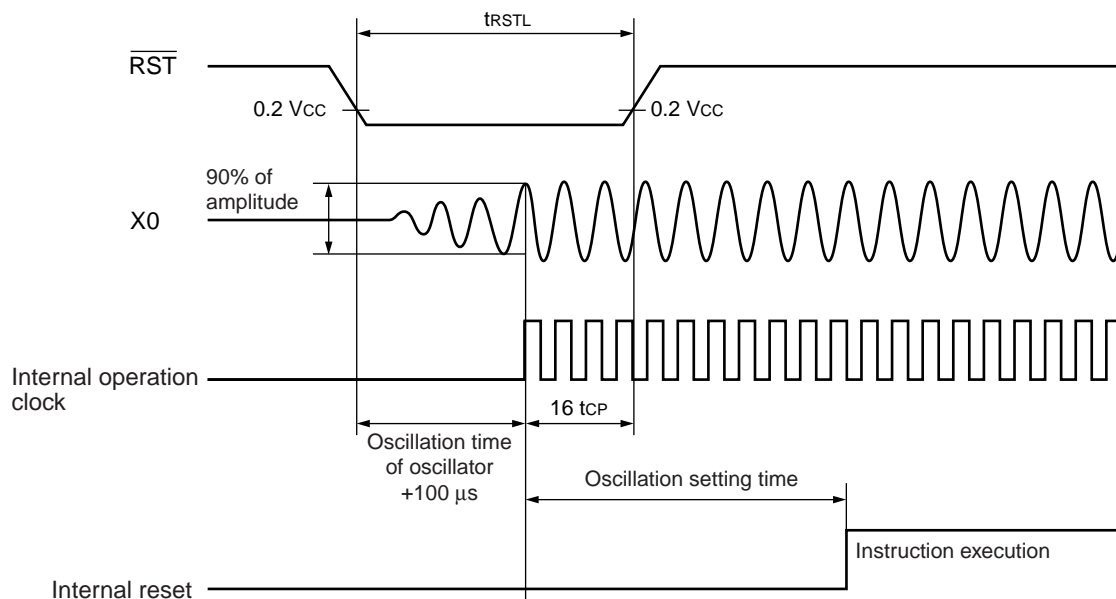 tRSTL
RST
0.2 VCC
0.2 VCC
90% of
amplitude
X0
Internal operation
clock
16 tCP
Oscillation time
of oscillator
+100 μs
Oscillation setting time
Instruction execution
Internal reset